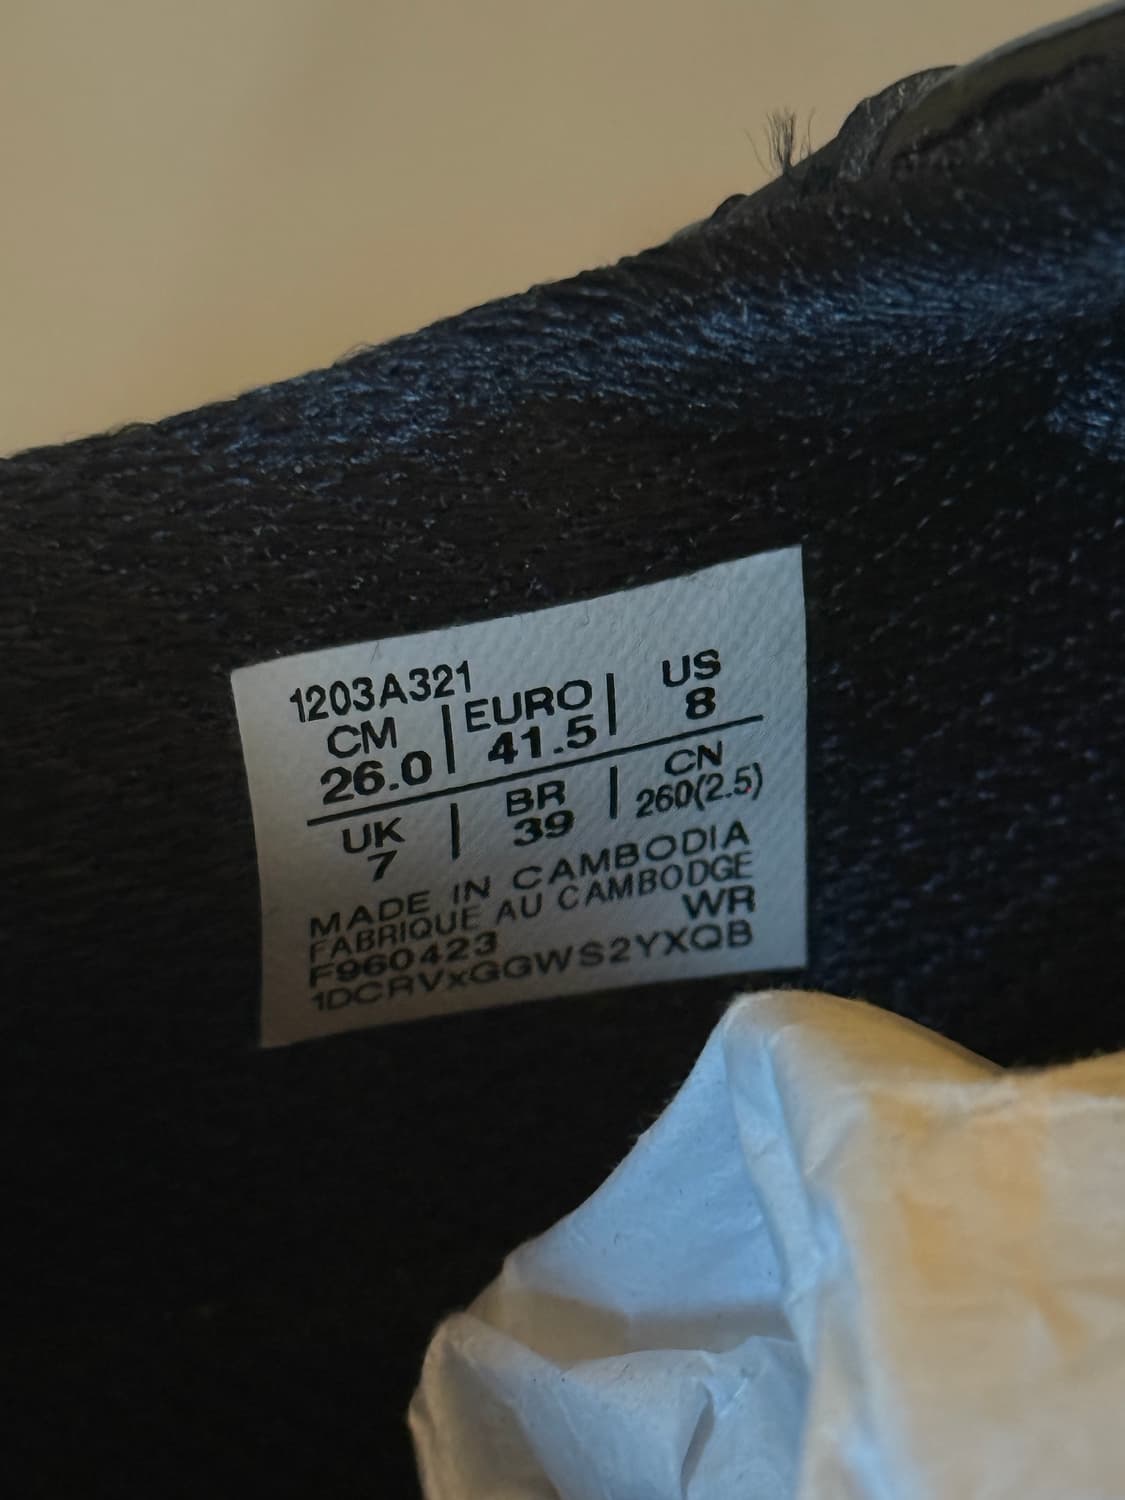 1203A321
CM | EURO | US
26.0 | 41.5 | 8
UK | BR | CN
7 | 39 | 260(2.5)
MADE IN CAMBODIA
FABRIQUE AU CAMBODGE
F960423 WR
1DCRVxGGWS2YXQB